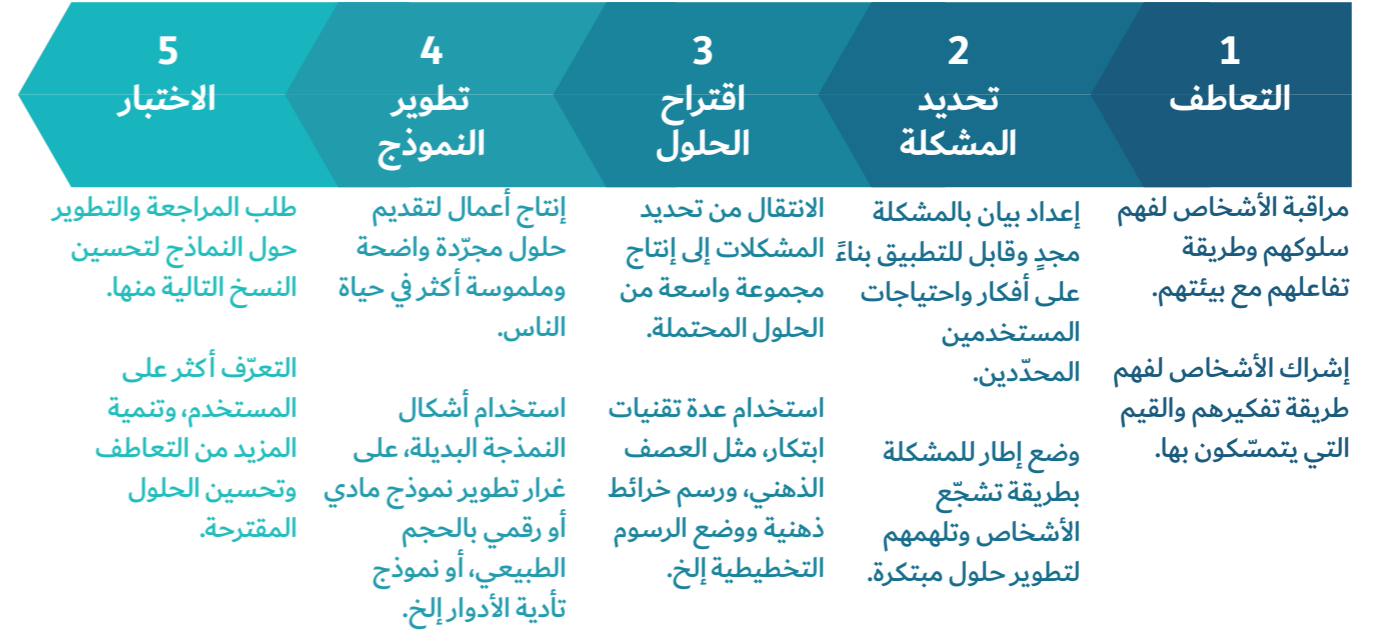 1
التعاطف
مراقبة الأشخاص لفهم
سلوكهم وطريقة
تفاعلهم مع بيئتهم.
إشراك الأشخاص لفهم
طريقة تفكيرهم والقيم
التي يتمسّكون بها.
2
تحديد
المشكلة
إعداد بيان بالمشكلة
مجدٍ وقابل للتطبيق بناءً
على أفكار واحتياجات
المستخدمين
المحدّدين.
وضع إطار للمشكلة
بطريقة تشجّع
الأشخاص وتلهمهم
لتطوير حلول مبتكرة.
3
اقتراح
الحلول
الانتقال من تحديد
المشكلات إلى إنتاج
مجموعة واسعة من
الحلول المحتملة.
استخدام عدة تقنيات
ابتكار، مثل العصف
الذهني، ورسم خرائط
ذهنية ووضع الرسوم
التخطيطية إلخ.
4
تطوير
النموذج
إنتاج أعمال لتقديم
حلول مجرّدة واضحة
وملموسة أكثر في حياة
الناس.
استخدام أشكال
النمذجة البديلة، على
غرار تطوير نموذج مادي
أو رقمي بالحجم
الطبيعي، أو نموذج
تأدية الأدوار إلخ.
5
الاختبار
طلب المراجعة والتطوير
حول النماذج لتحسين
النسخ التالية منها.
التعرّف أكثر على
المستخدم، وتنمية
المزيد من التعاطف
وتحسين الحلول
المقترحة.